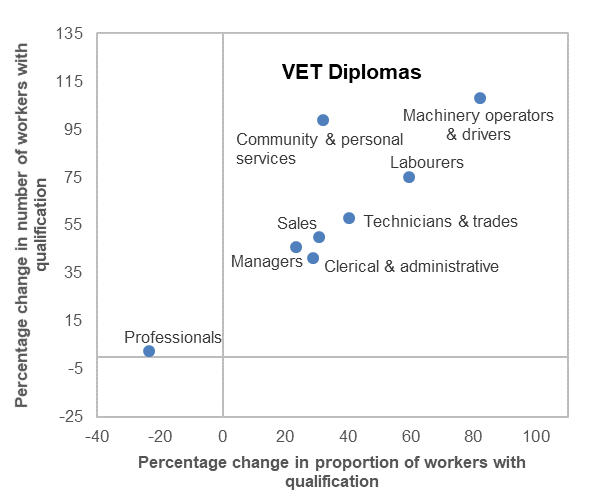 135
115
95
75
55
35
15
-5
-25
Percentage change in number of workers with
qualification
VET Diplomas
Machinery operators
& drivers
Community & personal
services
Labourers
Technicians & trades
Sales
Managers
Clerical & administrative
Professionals
-40 -20 0 20 40 60 80 100
Percentage change in proportion of workers with
qualification